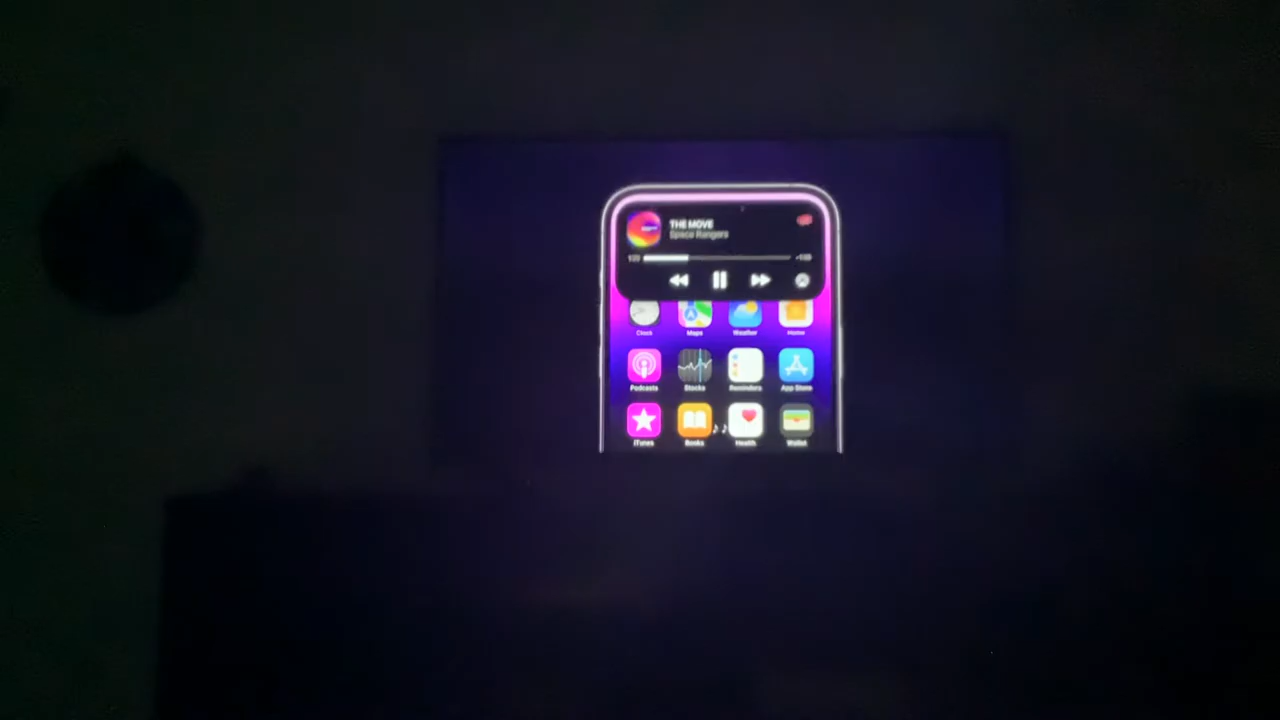 THE MOVE
Space Rangers
Clock Maps Weather Home
Podcasts Stocks Reminders App Store
iTunes Books Health Wallet